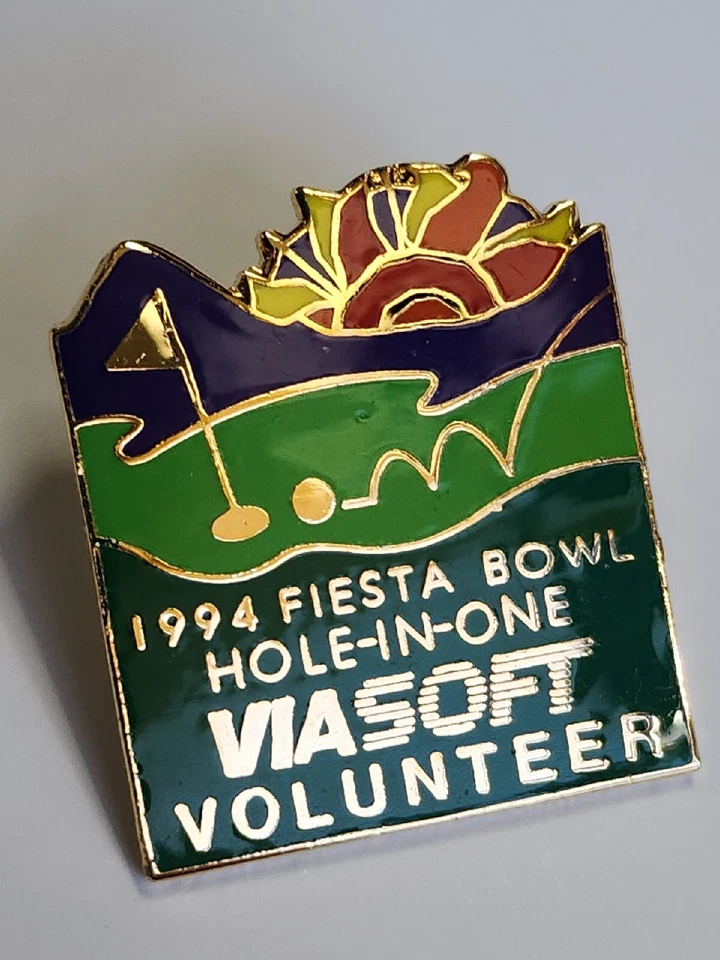 1994 FIESTA BOWL
HOLE-IN-ONE
VIASOFT
VOLUNTEER